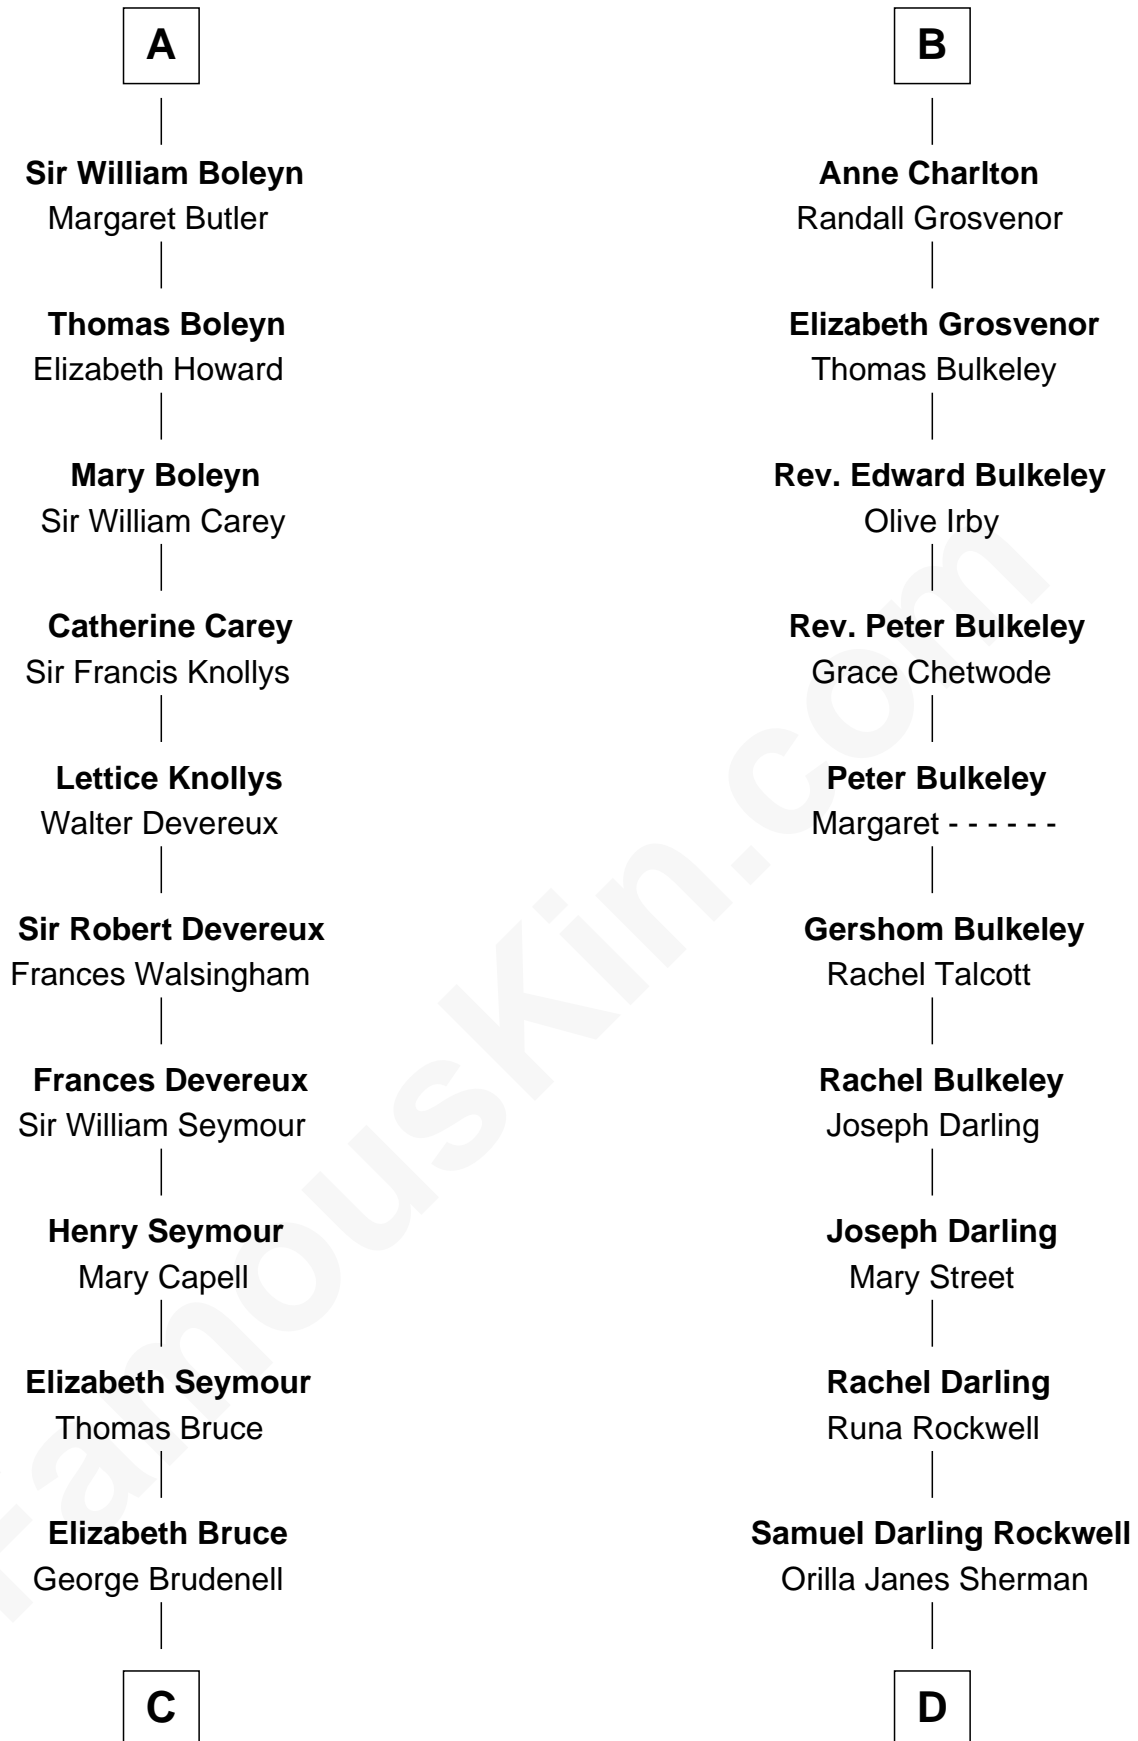 A
Sir William Boleyn
Margaret Butler
Thomas Boleyn
Elizabeth Howard
Mary Boleyn
Sir William Carey
Catherine Carey
Sir Francis Knollys
Lettice Knollys
Walter Devereux
Sir Robert Devereux
Frances Walsingham
Frances Devereux
Sir William Seymour
Henry Seymour
Mary Capell
Elizabeth Seymour
Thomas Bruce
Elizabeth Bruce
George Brudenell
C
B
Anne Charlton
Randall Grosvenor
Elizabeth Grosvenor
Thomas Bulkeley
Rev. Edward Bulkeley
Olive Irby
Rev. Peter Bulkeley
Grace Chetwode
Peter Bulkeley
Margaret - - - - - -
Gershom Bulkeley
Rachel Talcott
Rachel Bulkeley
Joseph Darling
Joseph Darling
Mary Street
Rachel Darling
Runa Rockwell
Samuel Darling Rockwell
Orilla Janes Sherman
D
FamousKin.com